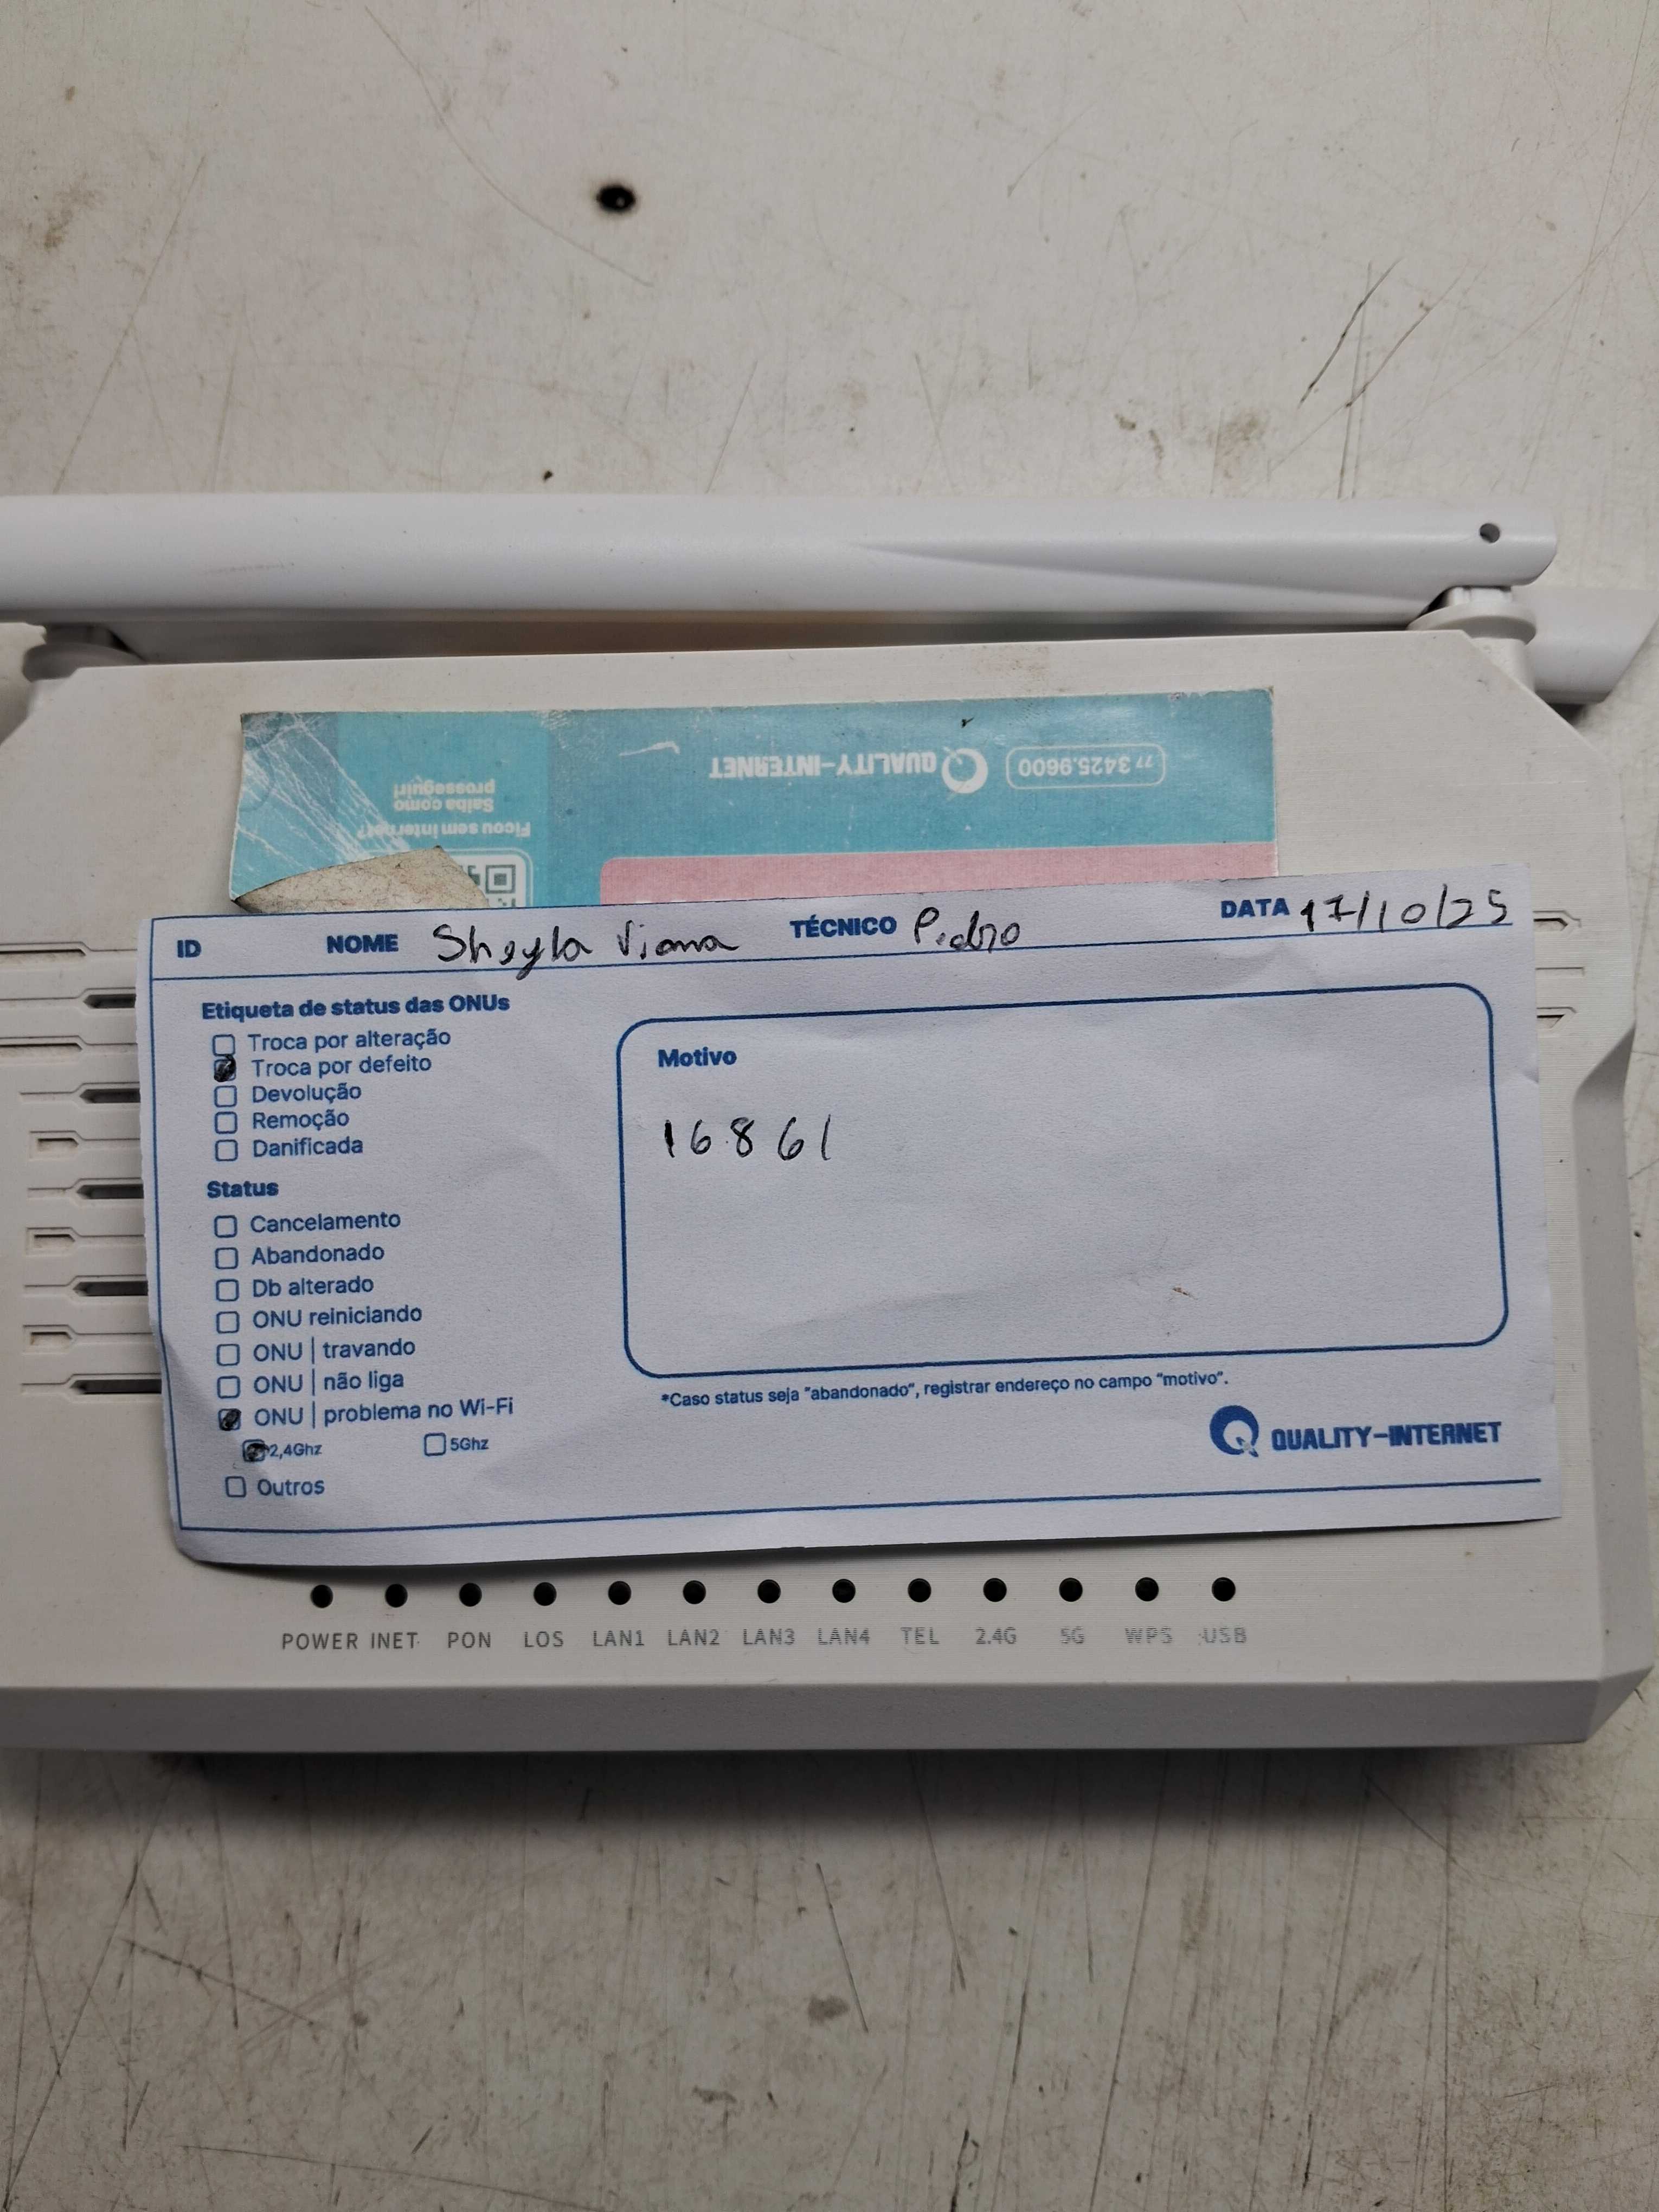 77 3425.9600 QUALITY-INTERNET
Ficou sem internet?
Saiba como
prosseguir!
ID NOME Sheyla Viana TÉCNICO Pedro DATA 17/10/25
Etiqueta de status das ONUs
Troca por alteração
Troca por defeito
Devolução
Remoção
Danificada
Status
Cancelamento
Abandonado
Db alterado
ONU reiniciando
ONU | travando
ONU | não liga
ONU | problema no Wi-Fi
2,4Ghz 5Ghz
Outros
Motivo
16861
*Caso status seja "abandonado", registrar endereço no campo "motivo".
QUALITY-INTERNET
POWER INET PON LOS LAN1 LAN2 LAN3 LAN4 TEL 2.4G 5G WPS USB